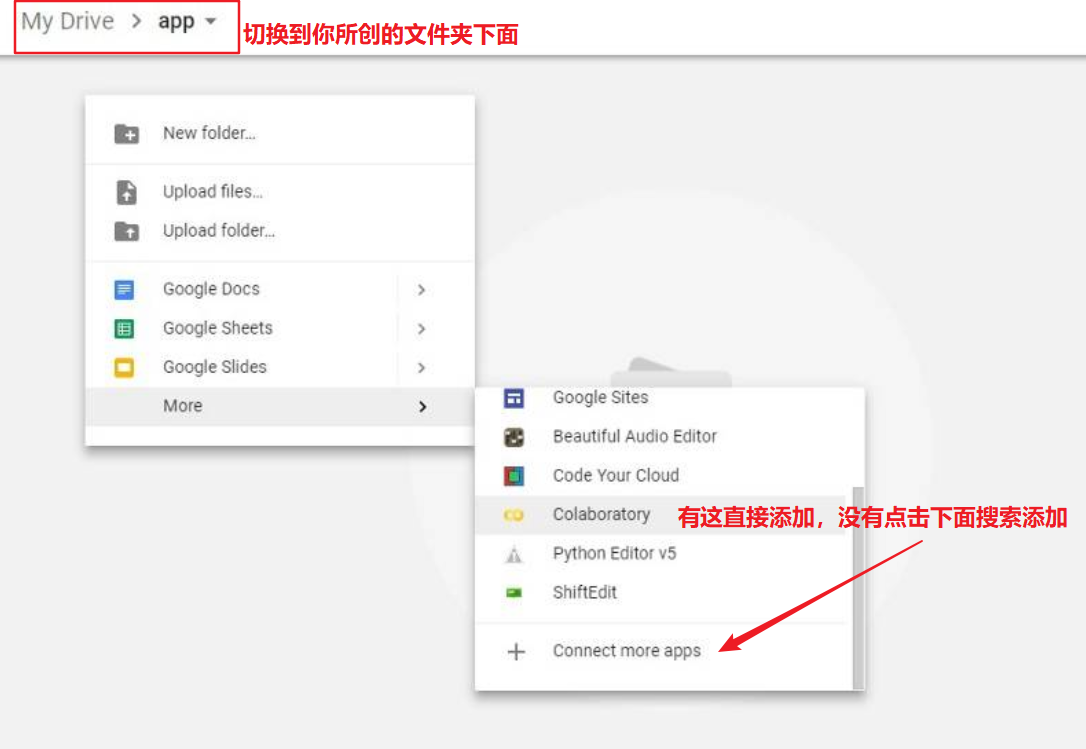 My Drive > app
切换到你所创的文件夹下面
New folder...
Upload files...
Upload folder...
Google Docs
Google Sheets
Google Slides
More
Google Sites
Beautiful Audio Editor
Code Your Cloud
Colaboratory
有这直接添加，没有点击下面搜索添加
Python Editor v5
ShiftEdit
Connect more apps